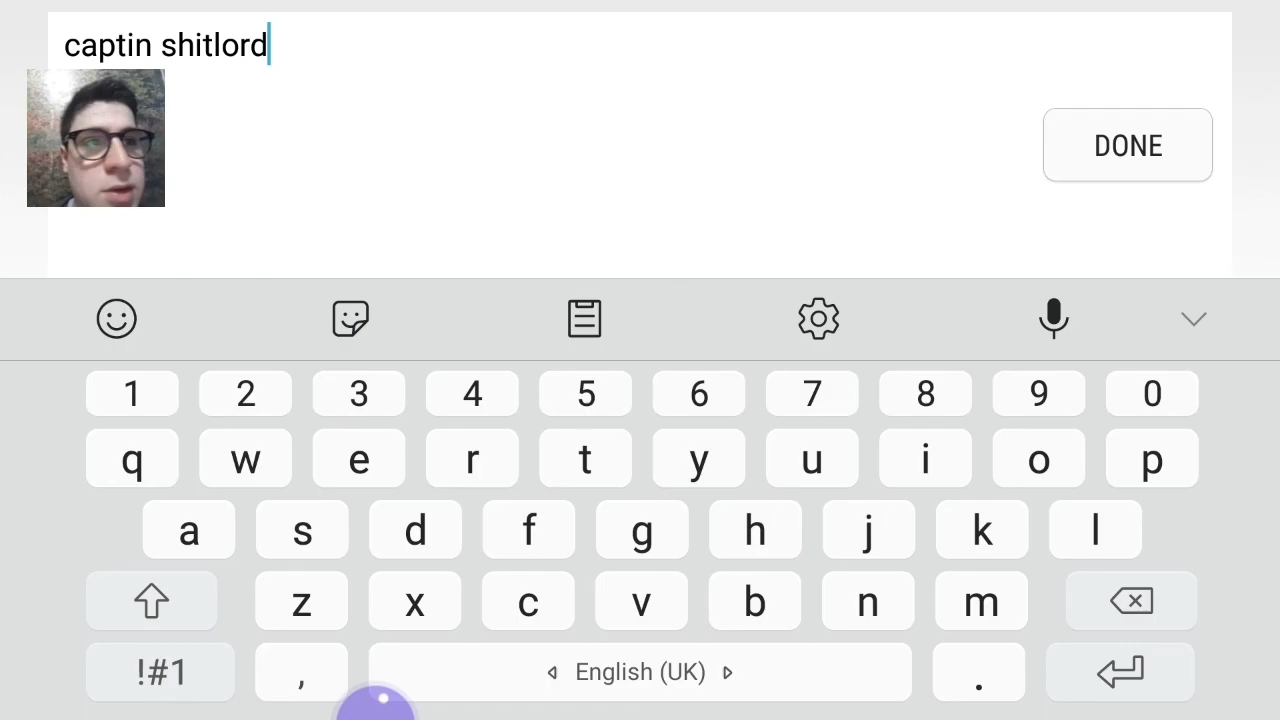 captin shitlord
DONE
1 2 3 4 5 6 7 8 9 0
q w e r t y u i o p
a s d f g h j k l
z x c v b n m
!#1 , English (UK) .